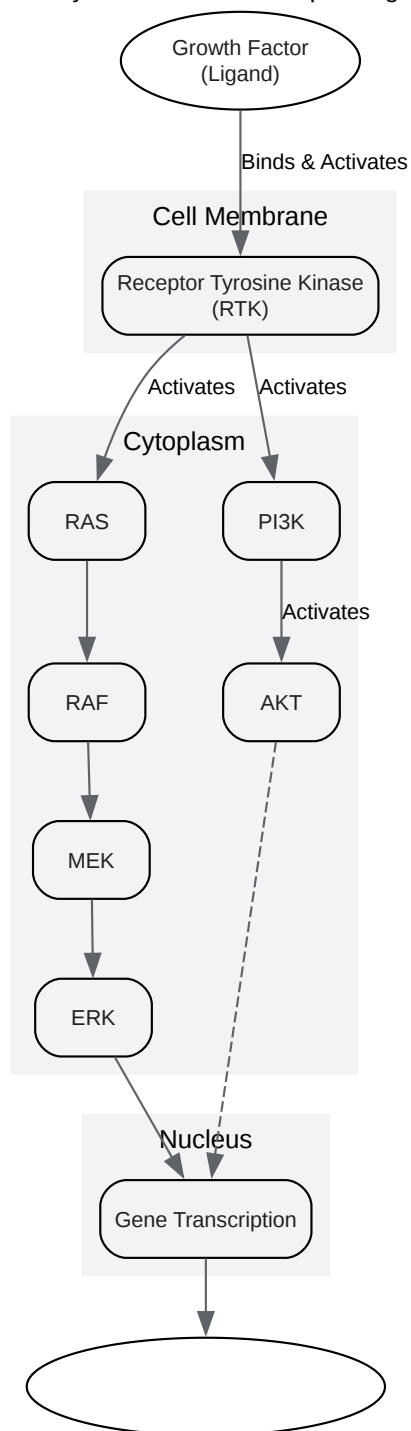 Growth Factor
(Ligand)
Binds & Activates
Cell Membrane
Receptor Tyrosine Kinase
(RTK)
Activates
Activates
Cytoplasm
RAS
PI3K
Activates
RAF
AKT
MEK
ERK
Nucleus
Gene Transcription